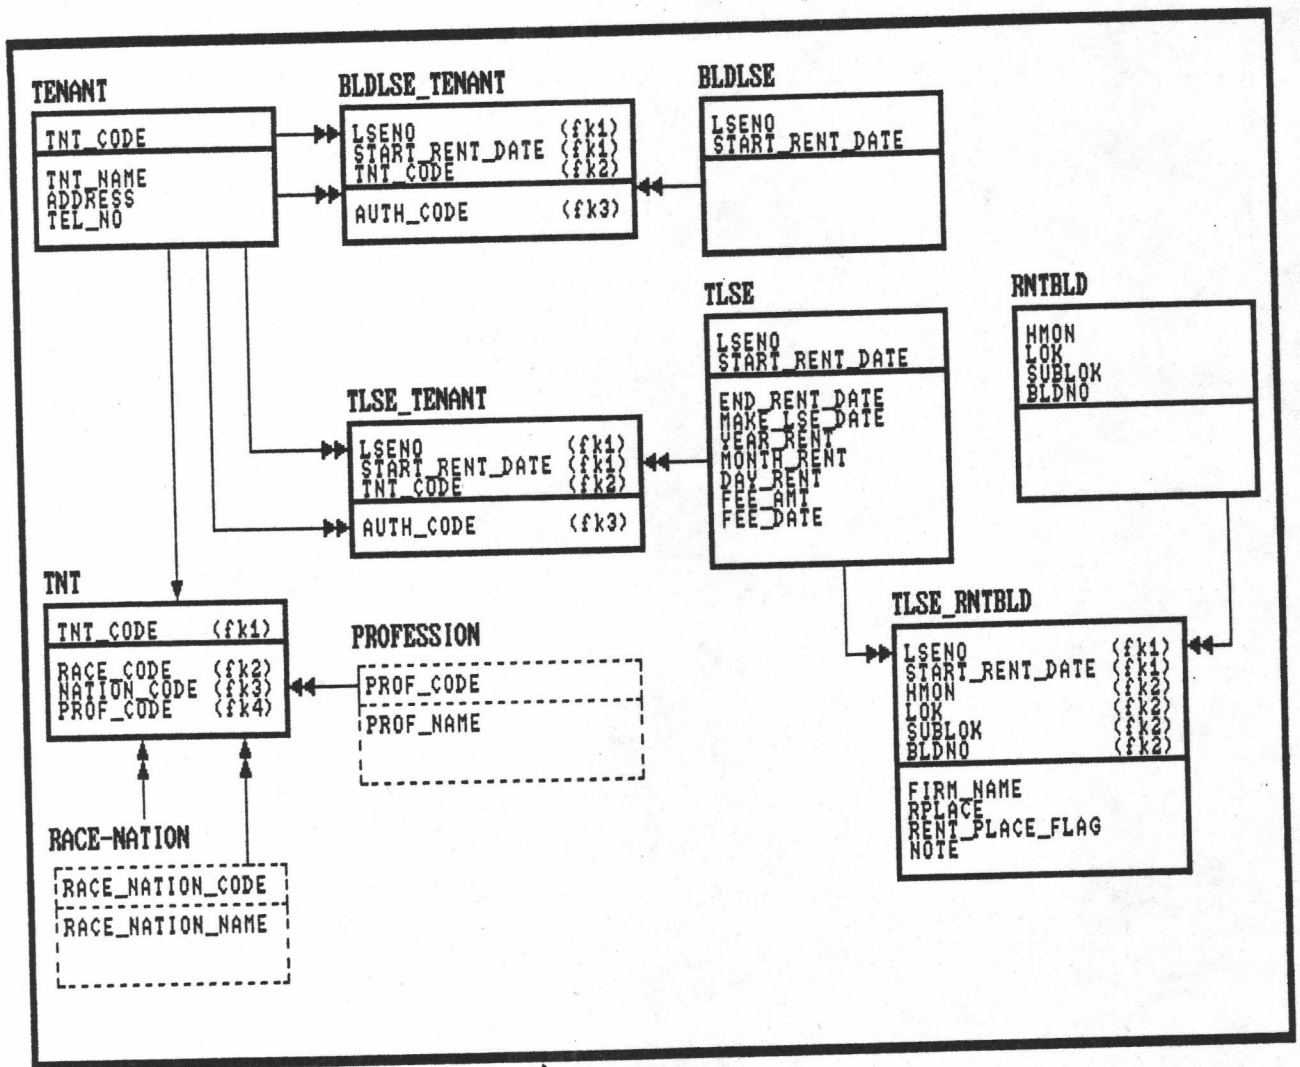 TENANT
TNT_CODE
TNT_NAME
ADDRESS
TEL_NO
BLDLSE_TENANT
LSENO (fk1)
START_RENT_DATE (fk1)
TNT_CODE (fk2)
AUTH_CODE (fk3)
BLDLSE
LSENO
START_RENT_DATE
TLSE
LSENO
START_RENT_DATE
END_RENT_DATE
MAKE_LSE_DATE
YEAR_RENT
MONTH_RENT
DAY_RENT
FEE_AMT
FEE_DATE
RNTBLD
HMON
LOK
SUBLOK
BLDNO
TLSE_TENANT
LSENO (fk1)
START_RENT_DATE (fk1)
TNT_CODE (fk2)
AUTH_CODE (fk3)
TNT
TNT_CODE (fk1)
RACE_CODE (fk2)
NATION_CODE (fk3)
PROF_CODE (fk4)
PROFESSION
PROF_CODE
PROF_NAME
TLSE_RNTBLD
LSENO (fk1)
START_RENT_DATE (fk1)
HMON (fk2)
LOK (fk2)
SUBLOK (fk2)
BLDNO (fk2)
FIRM_NAME
RPLACE
RENT_PLACE_FLAG
NOTE
RACE-NATION
RACE_NATION_CODE
RACE_NATION_NAME